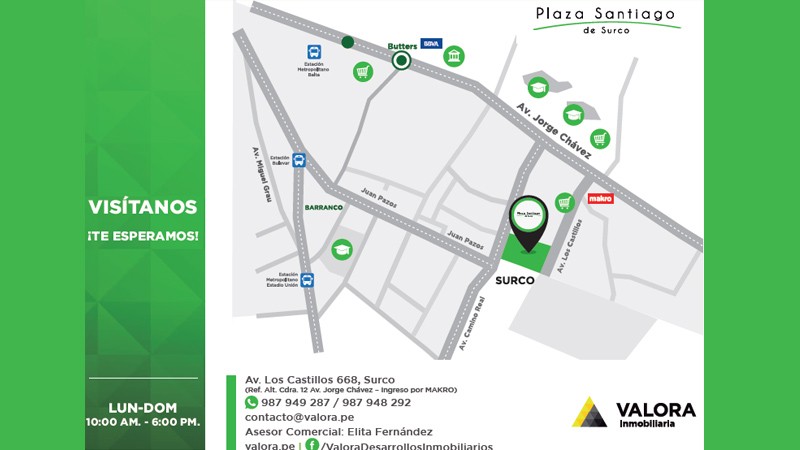 Plaza Santiago
de Surco
VISÍTANOS
¡TE ESPERAMOS!
LUN-DOM
10:00 AM. - 6:00 PM.
Butters
BBVA
Estación
Metropolitano
Balta
Av. Jorge Chávez
Av. Miguel Grau
Estación
Bolívar
Juan Pazos
BARRANCO
Juan Pazos
makro
Plaza Santiago
Av. Los Castillos
SURCO
Estación
Metropolitano
Estadio Unión
Av. Camino Real
Av. Los Castillos 668, Surco
(Ref. Alt. Cdra. 12 Av. Jorge Chávez – Ingreso por MAKRO)
987 949 287 / 987 948 292
contacto@valora.pe
Asesor Comercial: Elita Fernández
valora.pe | f /ValoraDesarrollosInmobiliarios
VALORA
Inmobiliaria